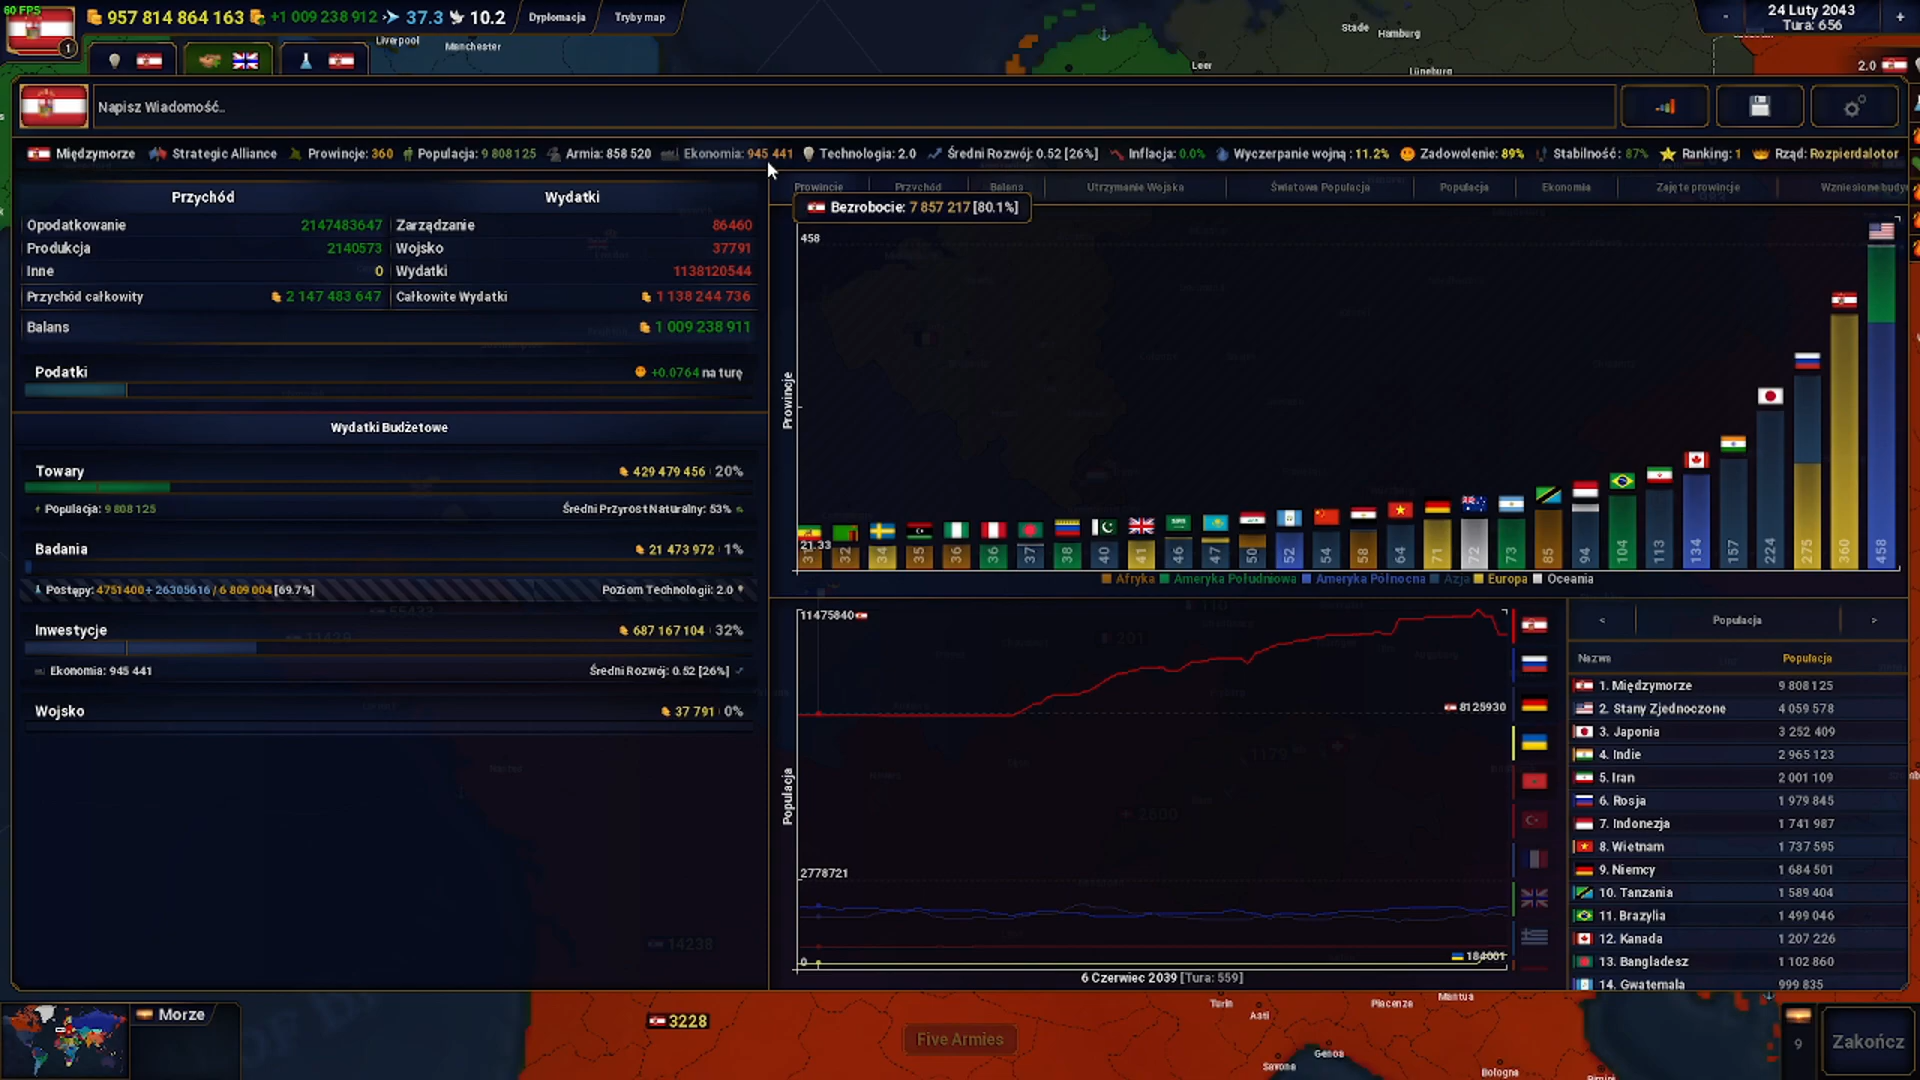 60 FPS
957 814 864 163 +1 009 238 912 37.3 10.2 Dyplomacja Tryby map
24 Luty 2043
Tura: 656
- +
1
Liverpool
Manchester
Stade
Hamburg
Leer
Lüneburg
2.0
Napisz Wiadomość..
Międzymorze Strategic Alliance Prowincje: 360 Populacja: 9 808 125 Armia: 858 520 Ekonomia: 945 441 Technologia: 2.0 Średni Rozwój: 0.52 [26%] Inflacja: 0.0% Wyczerpanie wojną : 11.2% Zadowolenie: 89% Stabilność: 87% Ranking: 1 Rząd: Rozpierdalotor
Przychód Wydatki
Opodatkowanie 2147483647 Zarządzanie 86460
Produkcja 2140573 Wojsko 37791
Inne 0 Wydatki 1138120544
Przychód całkowity 2 147 483 647 Całkowite Wydatki 1 138 244 736
Balans 1 009 238 911
Podatki +0.0764 na turę
Wydatki Budżetowe
Towary 429 479 456 20%
Populacja: 9 808 125 Średni Przyrost Naturalny: 53%
Badania 21 473 972 1%
Postępy: 4751400 + 26305616 / 6 809 004 [69.7%] Poziom Technologii: 2.0
Inwestycje 687 167 104 32%
Ekonomia: 945 441 Średni Rozwój: 0.52 [26%]
Wojsko 37 791 0%
14238
Prowincje Przychód Balans Utrzymanie Wojska Światowa Populacja Populacja Ekonomia Zajęte prowincje Wzniesione budy
Bezrobocie: 7 857 217 [80.1%]
458
Prowincje
21.33
31 32 34 35 36 36 37 38 40 41 46 47 50 52 54 58 64 71 72 73 85 94 104 113 134 157 224 275 360 458
Afryka Ameryka Południowa Ameryka Północna Azja Europa Oceania
11475840
8125930
Populacja
2778721
0
184001
6 Czerwiec 2039 [Tura: 559]
< Populacja >
Nazwa Populacja
1. Międzymorze 9 808 125
2. Stany Zjednoczone 4 059 578
3. Japonia 3 252 409
4. Indie 2 965 123
5. Iran 2 001 109
6. Rosja 1 979 845
7. Indonezja 1 741 987
8. Wietnam 1 737 595
9. Niemcy 1 684 501
10. Tanzania 1 589 404
11. Brazylia 1 499 046
12. Kanada 1 207 226
13. Bangladesz 1 102 860
14. Gwatemala 999 835
Morze
3228
Five Armies
Turin
Asti
Piacenza
Mantua
Savona
Genoa
Bologna
9
Zakończ